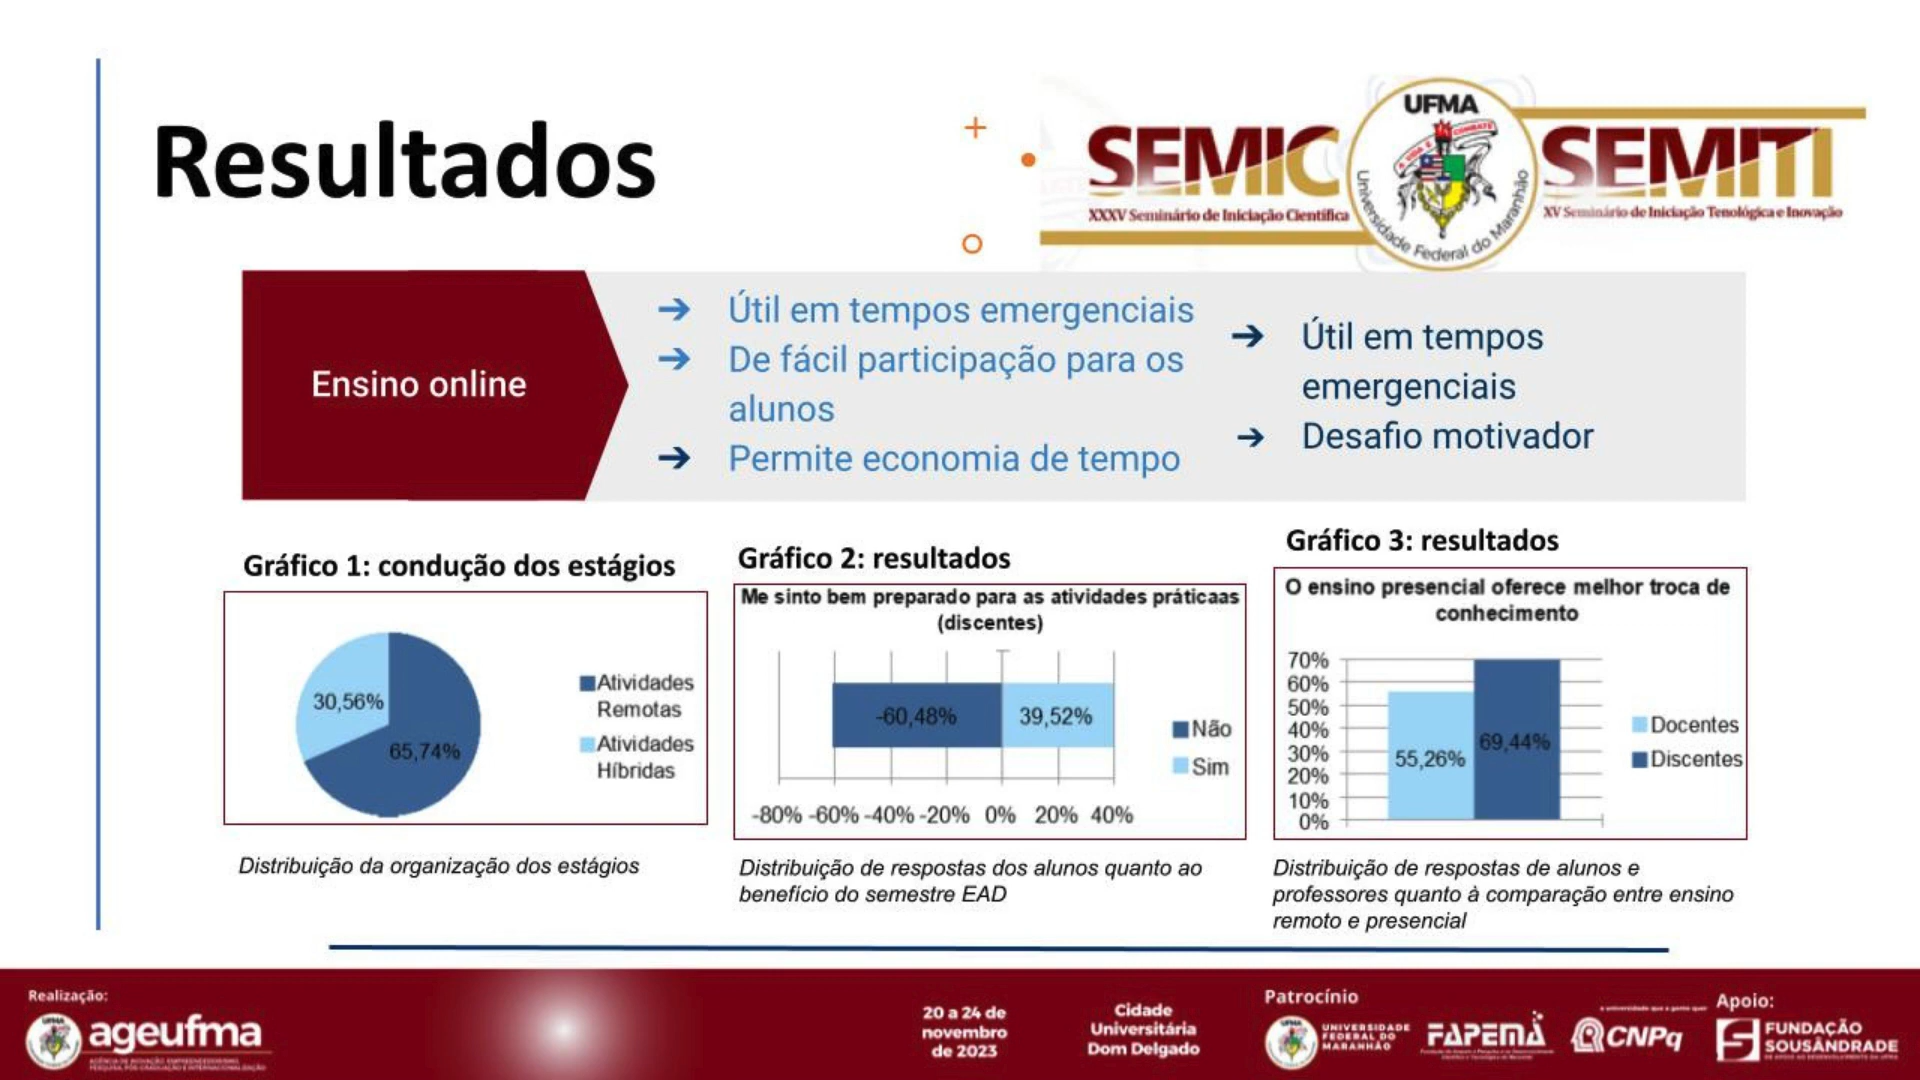 Resultados
UFMA
SEMIC
XXXV Seminário de Iniciação Científica
SEMITI
XV Seminário de Iniciação Tenológica e Inovação
Universidade Federal do Maranhão
Ensino online
➔ Útil em tempos emergenciais
➔ De fácil participação para os
alunos
➔ Permite economia de tempo
➔ Útil em tempos
emergenciais
➔ Desafio motivador
Gráfico 1: condução dos estágios
30,56%
65,74%
Atividades
Remotas
Atividades
Híbridas
Distribuição da organização dos estágios
Gráfico 2: resultados
Me sinto bem preparado para as atividades práticaas
(discentes)
-60,48%
39,52%
Não
Sim
-80% -60% -40% -20% 0% 20% 40%
Distribuição de respostas dos alunos quanto ao
benefício do semestre EAD
Gráfico 3: resultados
O ensino presencial oferece melhor troca de
conhecimento
70%
60%
50%
40%
30%
20%
10%
0%
55,26%
69,44%
Docentes
Discentes
Distribuição de respostas de alunos e
professores quanto à comparação entre ensino
remoto e presencial
Realização:
ageufma
20 a 24 de
novembro
de 2023
Cidade
Universitária
Dom Delgado
Patrocínio
UNIVERSIDADE
FEDERAL DO
MARANHÃO
FAPEMA
CNPq
Apoio:
FUNDAÇÃO
SOUSÂNDRADE